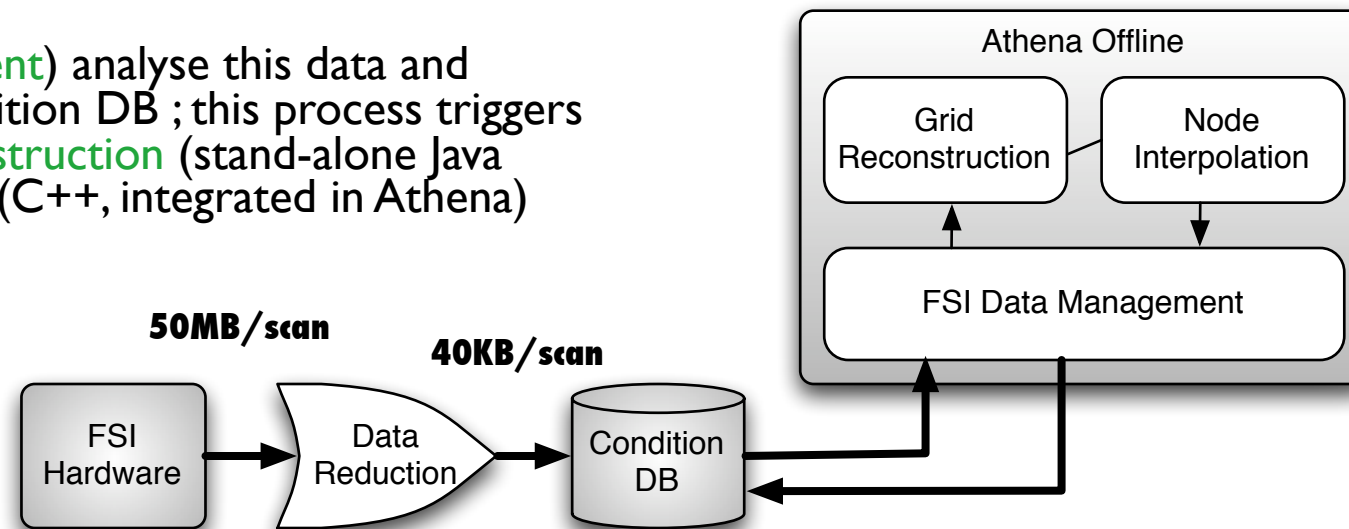 ent) analyse this data and
ition DB ; this process triggers
struction (stand-alone Java
(C++, integrated in Athena)
Athena Offline
Grid
Reconstruction
Node
Interpolation
FSI Data Management
50MB/scan
40KB/scan
FSI
Hardware
Data
Reduction
Condition
DB